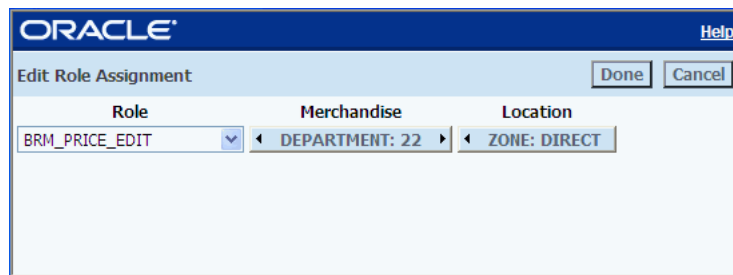 ORACLE
Help
Edit Role Assignment Done Cancel
Role Merchandise Location
BRM_PRICE_EDIT DEPARTMENT: 22 ZONE: DIRECT